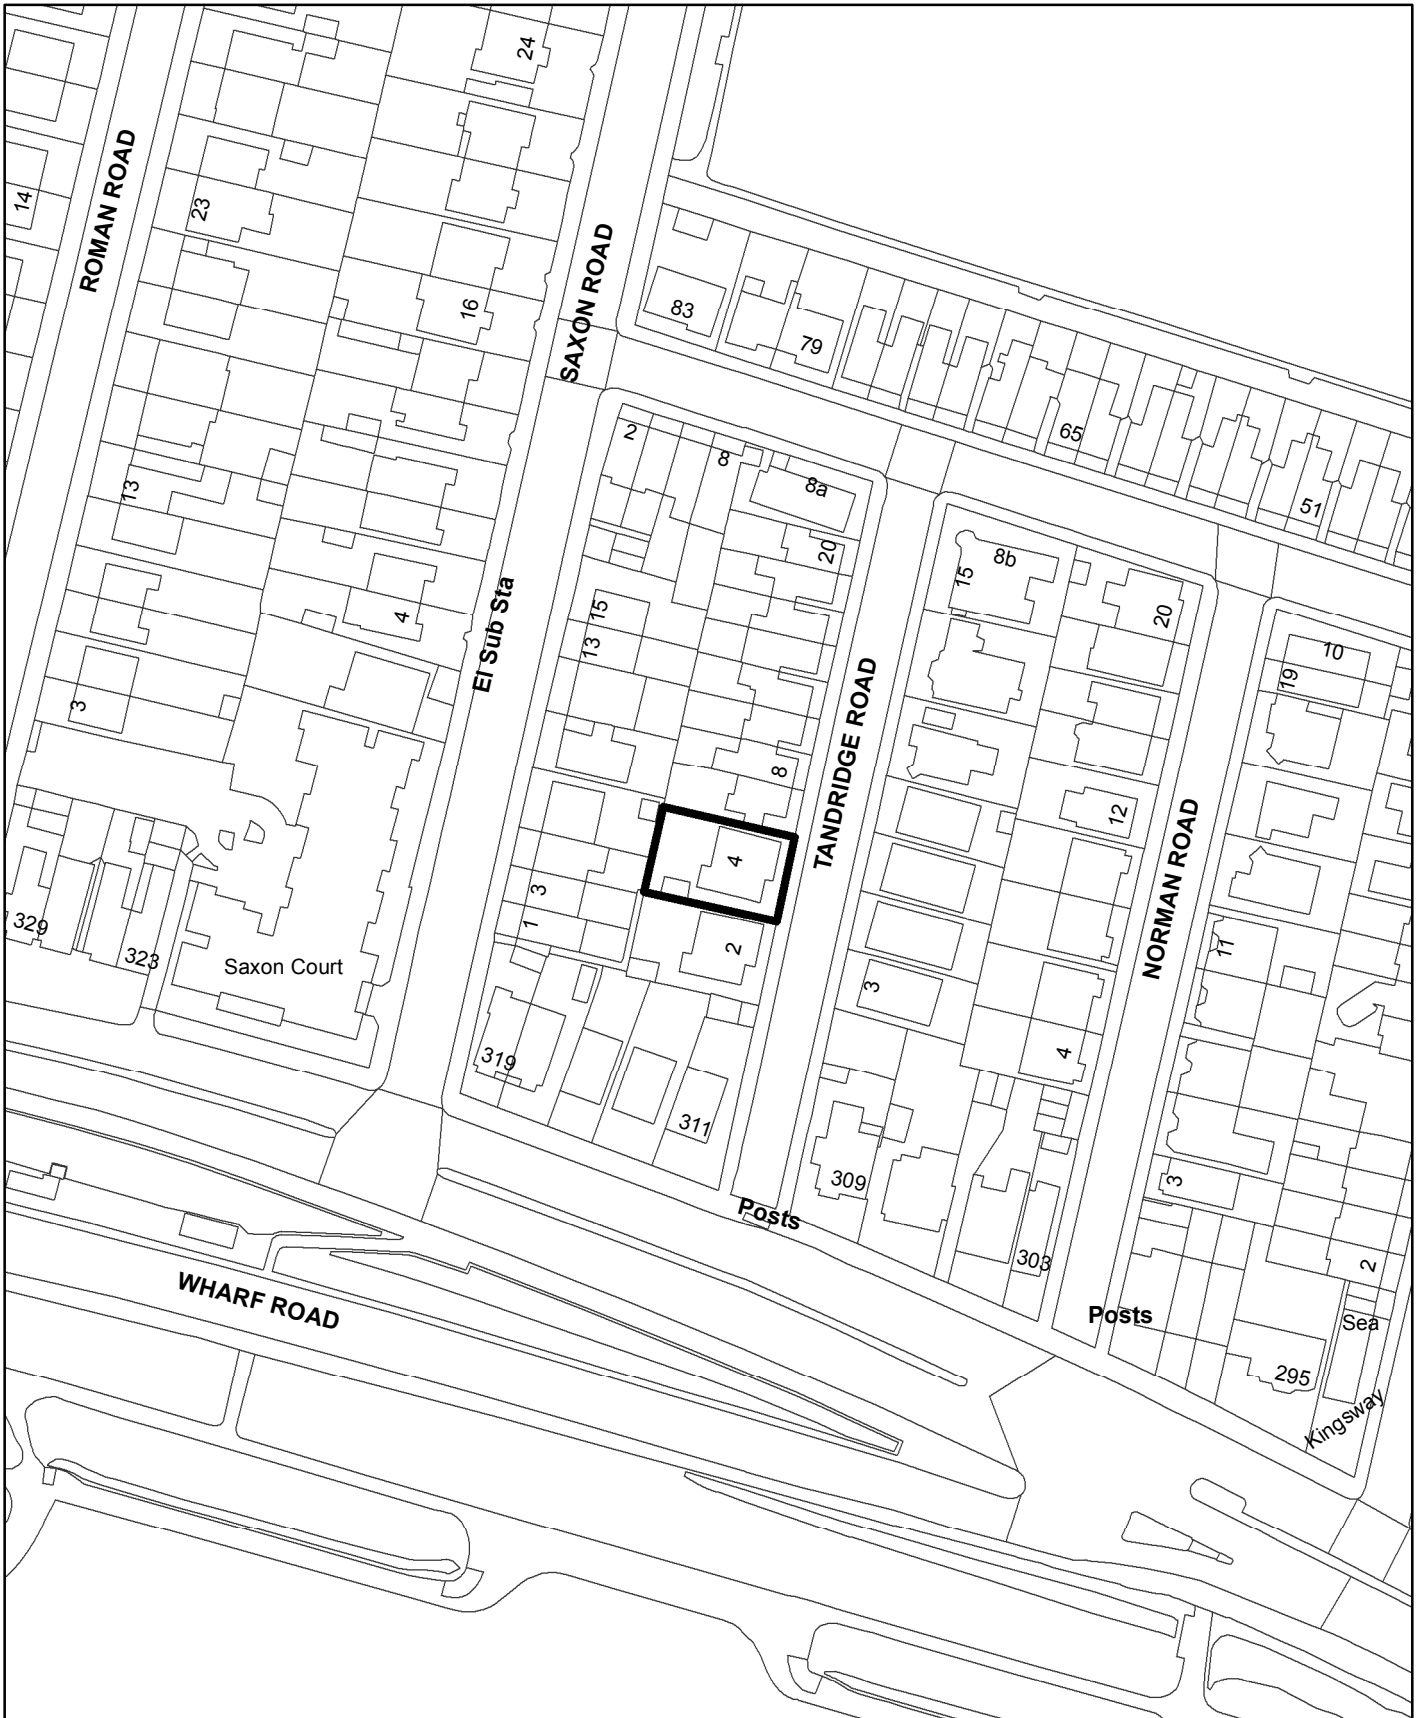 24
14
ROMAN ROAD
23
SAXON ROAD
16
83
79
65
51
2
8
8a
20
13
15
13
4
El Sub Sta
3
15
8b
20
10
19
TANDRIDGE ROAD
8
12
NORMAN ROAD
4
3
1
2
329
323
Saxon Court
11
3
4
319
311
309
Posts
3
303
2
WHARF ROAD
Posts
Sea
295
Kingsway